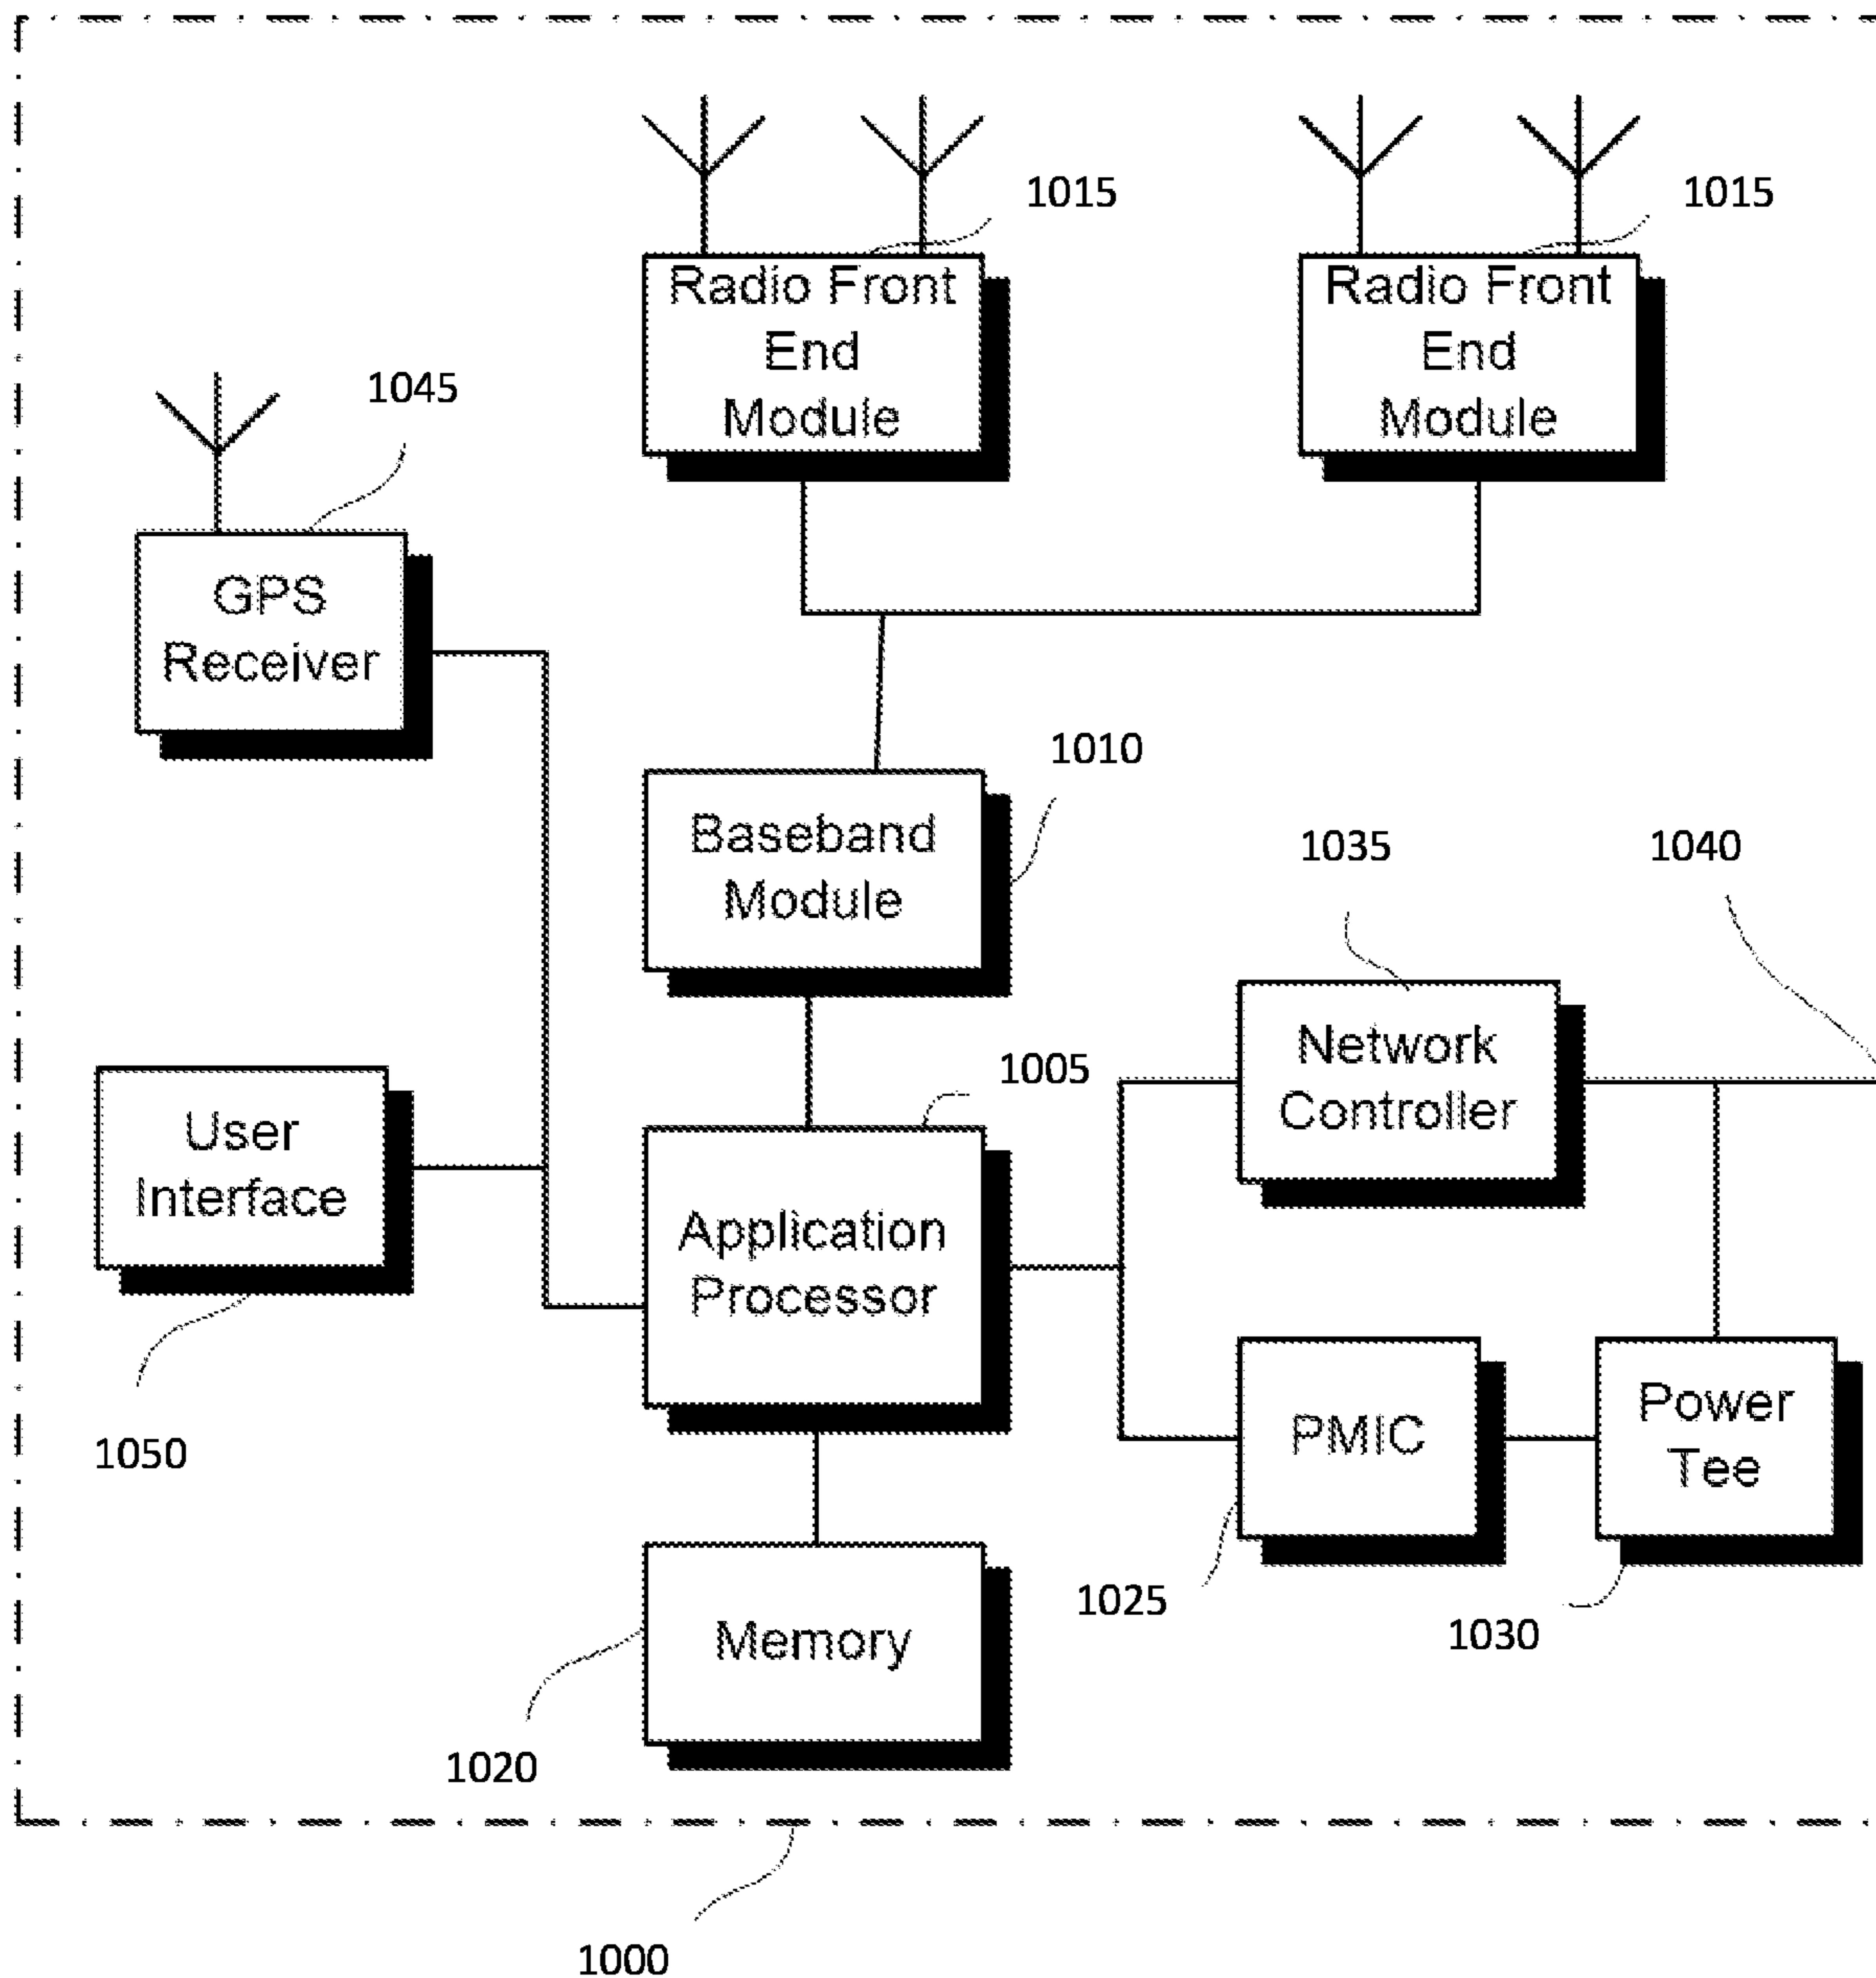 1015
1015
Radio Front
End
Module
Radio Front
End
Module
1045
GPS
Receiver
1010
Baseband
Module
1035
1040
Network
Controller
1005
User
Interface
Application
Processor
PMIC
Power
Tee
1050
1025
1030
Memory
1020
1000